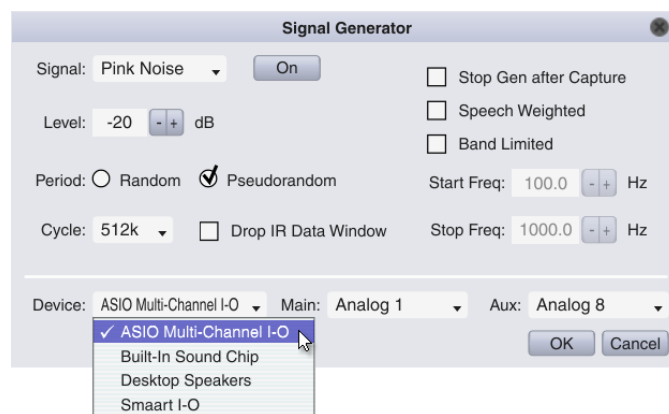 Signal Generator
Signal: Pink Noise On
Stop Gen after Capture
Level: -20 - + dB
Speech Weighted
Band Limited
Period: Random Pseudorandom
Start Freq: 100.0 - + Hz
Cycle: 512k Drop IR Data Window
Stop Freq: 1000.0 - + Hz
Device: ASIO Multi-Channel I-O Main: Analog 1 Aux: Analog 8
✓ ASIO Multi-Channel I-O
Built-In Sound Chip
Desktop Speakers
Smaart I-O
OK Cancel